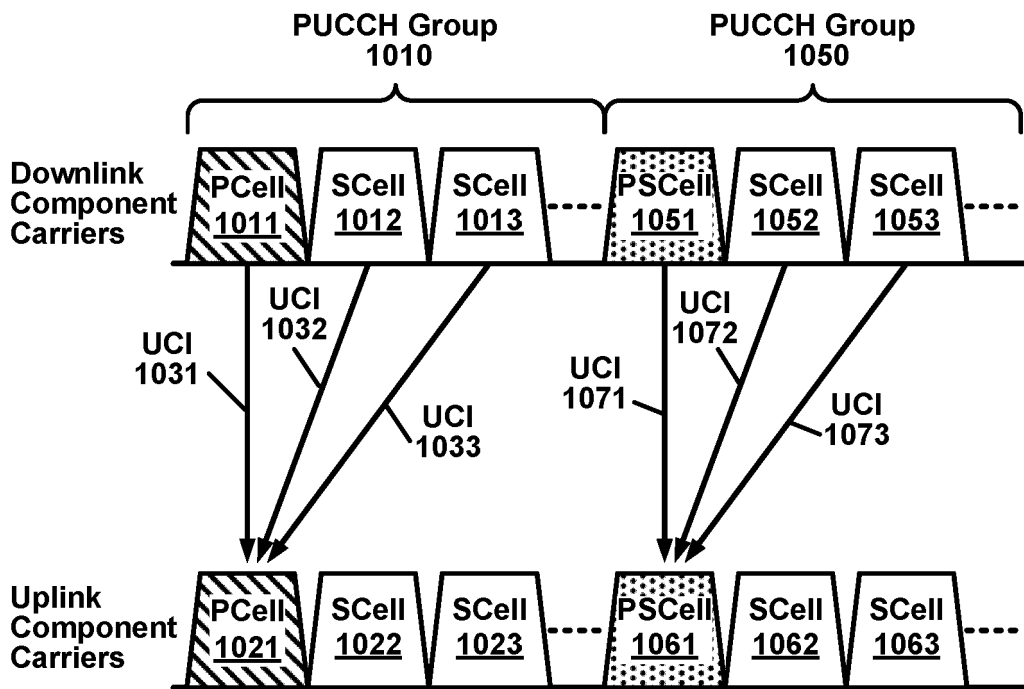 PUCCH Group
1010
PUCCH Group
1050
Downlink
Component
Carriers
PCell
1011
SCell
1012
SCell
1013
PSCell
1051
SCell
1052
SCell
1053
UCI
1031
UCI
1032
UCI
1033
UCI
1071
UCI
1072
UCI
1073
Uplink
Component
Carriers
PCell
1021
SCell
1022
SCell
1023
PSCell
1061
SCell
1062
SCell
1063